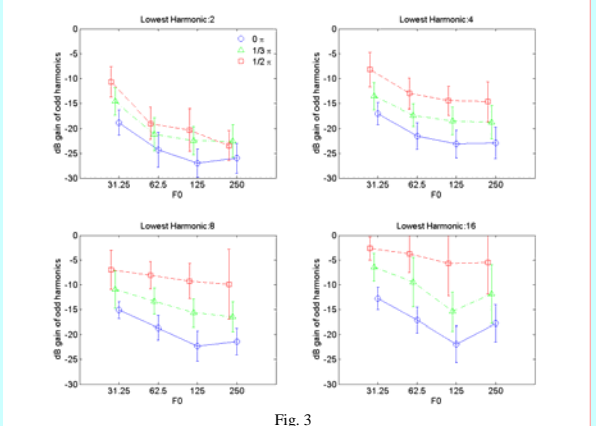 Lowest Harmonic:2
0
-5
-10
-15
-20
-25
-30
dB gain of odd harmonics
0 π
1/3 π
1/2 π
31.25 62.5 125 250
F0
Lowest Harmonic:4
0
-5
-10
-15
-20
-25
-30
dB gain of odd harmonics
31.25 62.5 125 250
F0
Lowest Harmonic:8
0
-5
-10
-15
-20
-25
-30
dB gain of odd harmonics
31.25 62.5 125 250
F0
Lowest Harmonic:16
0
-5
-10
-15
-20
-25
-30
dB gain of odd harmonics
31.25 62.5 125 250
F0
Fig. 3